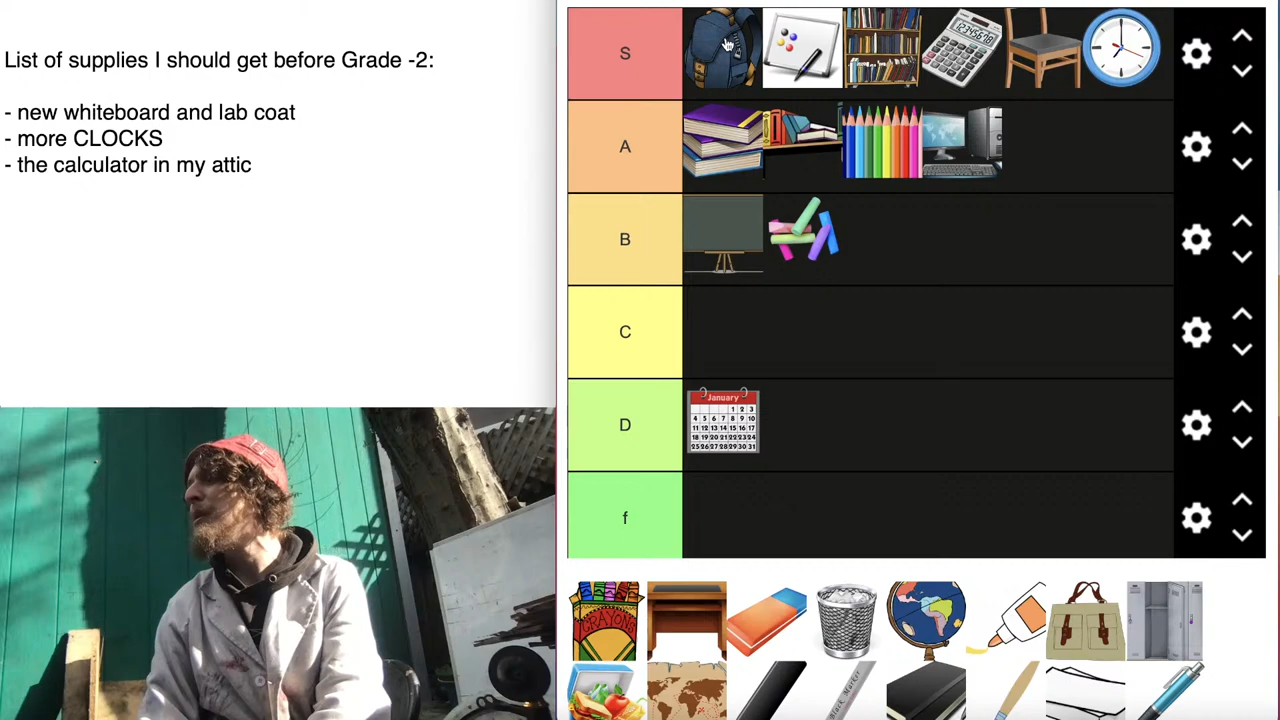 List of supplies I should get before Grade -2:
- new whiteboard and lab coat
- more CLOCKS
- the calculator in my attic
S
A
B
C
D
f
January
CRAYONS